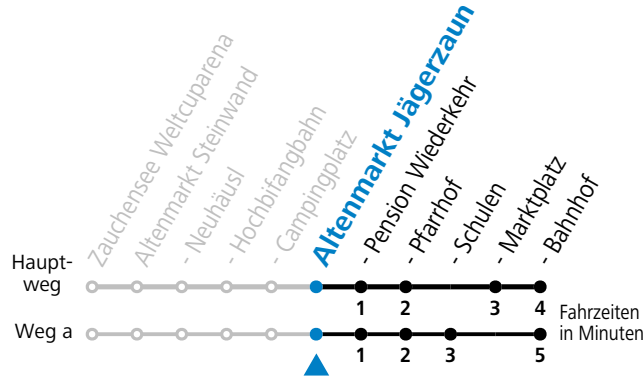 Zauchensee Weltcuparena
Altenmarkt Steinwand
- Neuhäusl
- Hochbifangbahn
- Campingplatz
Altenmarkt Jägerzaun
- Pension Wiederkehr
- Pfarrhof
- Schulen
- Marktplatz
- Bahnhof
Haupt-
weg
1 2 3 4
Weg a
1 2 3 5
Fahrzeiten
in Minuten